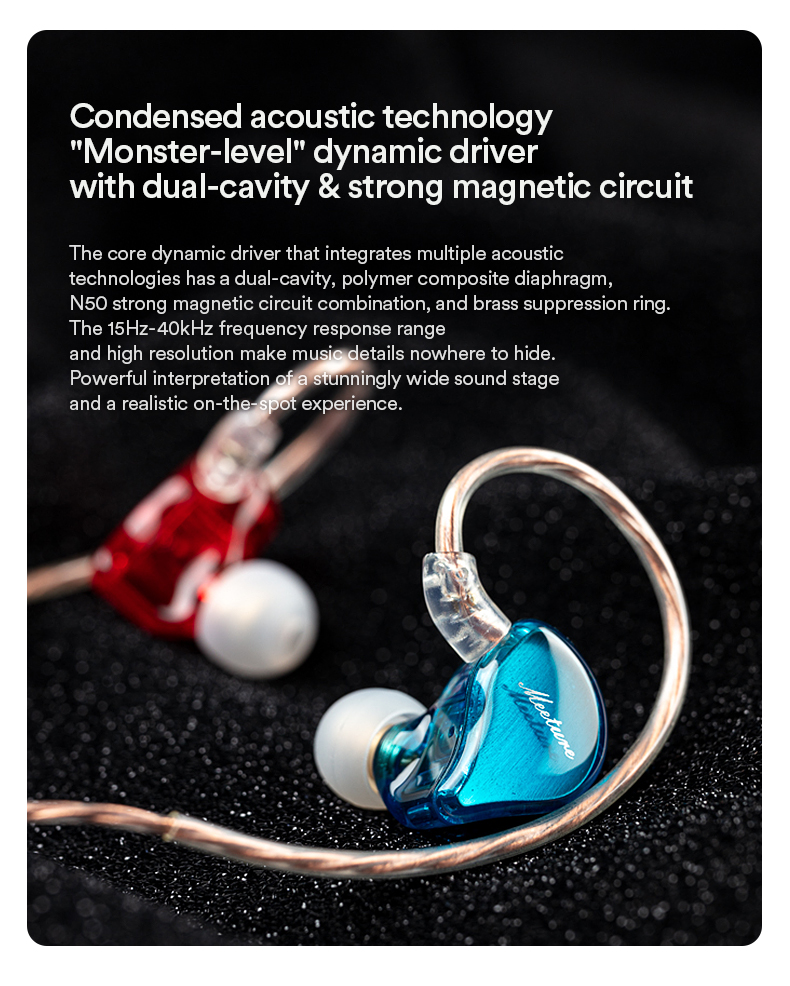 Condensed acoustic technology
"Monster-level" dynamic driver
with dual-cavity & strong magnetic circuit
The core dynamic driver that integrates multiple acoustic
technologies has a dual-cavity, polymer composite diaphragm,
N50 strong magnetic circuit combination, and brass suppression ring.
The 15Hz-40kHz frequency response range
and high resolution make music details nowhere to hide.
Powerful interpretation of a stunningly wide sound stage
and a realistic on-the-spot experience.
Meeture